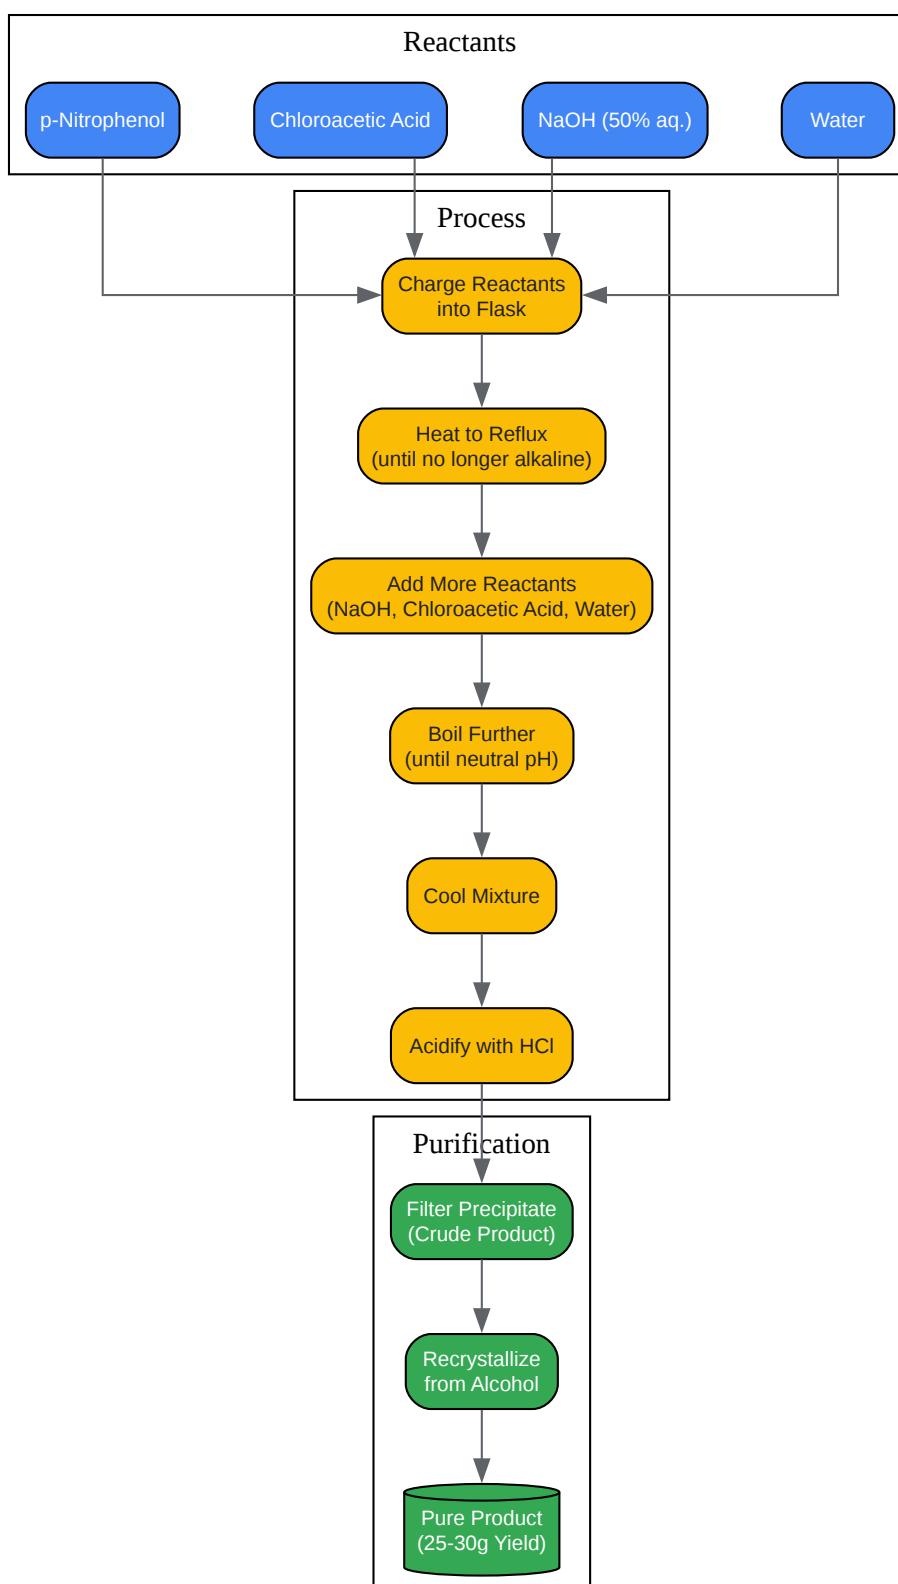 Reactants
p-Nitrophenol
Chloroacetic Acid
NaOH (50% aq.)
Water
Process
Charge Reactants
into Flask
Heat to Reflux
(until no longer alkaline)
Add More Reactants
(NaOH, Chloroacetic Acid, Water)
Boil Further
(until neutral pH)
Cool Mixture
Acidify with HCl
Purification
Filter Precipitate
(Crude Product)
Recrystallize
from Alcohol
Pure Product
(25-30g Yield)